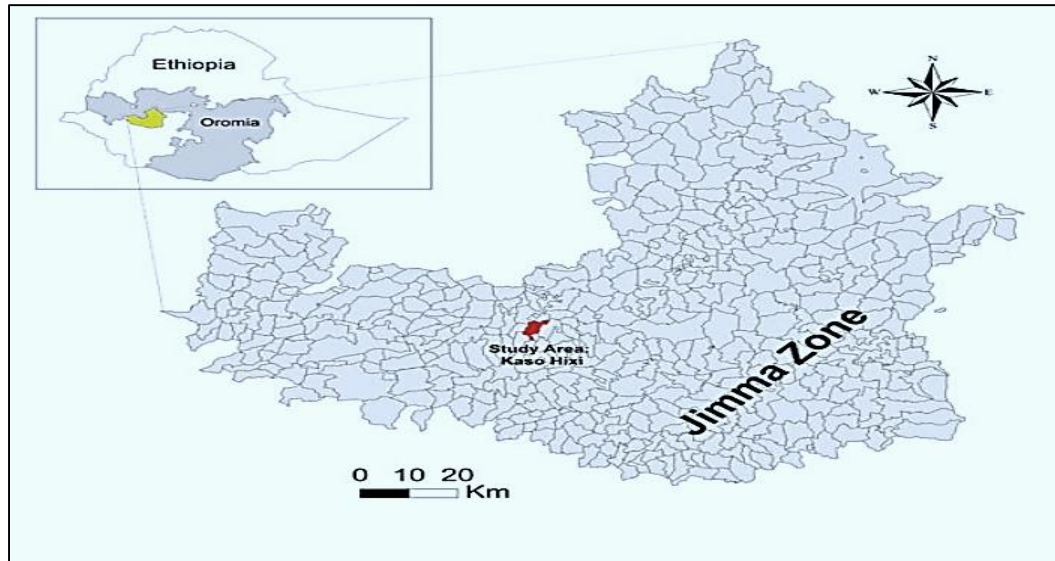 Ethiopia
Oromia
N
W E
S
Study Area:
Kaso Hixi
Jimma Zone
0 10 20
Km